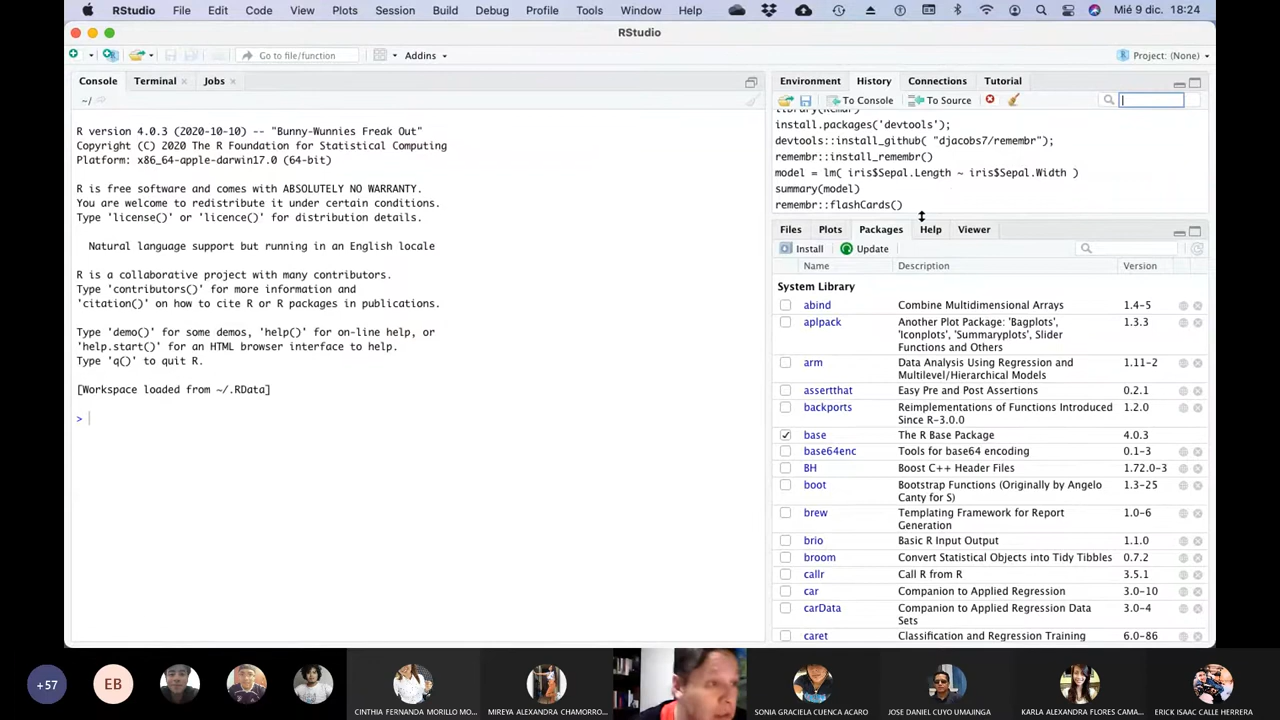 RStudio File Edit Code View Plots Session Build Debug Profile Tools Window Help Mié 9 dic. 18:24
RStudio
Go to file/function Addins Project: (None)
Console Terminal Jobs
~/
R version 4.0.3 (2020-10-10) -- "Bunny-Wunnies Freak Out"
Copyright (C) 2020 The R Foundation for Statistical Computing
Platform: x86_64-apple-darwin17.0 (64-bit)
R is free software and comes with ABSOLUTELY NO WARRANTY.
You are welcome to redistribute it under certain conditions.
Type 'license()' or 'licence()' for distribution details.
Natural language support but running in an English locale
R is a collaborative project with many contributors.
Type 'contributors()' for more information and
'citation()' on how to cite R or R packages in publications.
Type 'demo()' for some demos, 'help()' for on-line help, or
'help.start()' for an HTML browser interface to help.
Type 'q()' to quit R.
[Workspace loaded from ~/.RData]
>
Environment History Connections Tutorial
To Console To Source
install.packages('devtools');
devtools::install_github( "djacobs7/remembr");
remembr::install_remembr()
model = lm( iris$Sepal.Length ~ iris$Sepal.Width )
summary(model)
remembr::flashCards()
Files Plots Packages Help Viewer
Install Update
Name Description Version
System Library
abind Combine Multidimensional Arrays 1.4-5
aplpack Another Plot Package: 'Bagplots', 1.3.3
'Iconplots', 'Summaryplots', Slider
Functions and Others
arm Data Analysis Using Regression and 1.11-2
Multilevel/Hierarchical Models
assertthat Easy Pre and Post Assertions 0.2.1
backports Reimplementations of Functions Introduced 1.2.0
Since R-3.0.0
base The R Base Package 4.0.3
base64enc Tools for base64 encoding 0.1-3
BH Boost C++ Header Files 1.72.0-3
boot Bootstrap Functions (Originally by Angelo 1.3-25
Canty for S)
brew Templating Framework for Report 1.0-6
Generation
brio Basic R Input Output 1.1.0
broom Convert Statistical Objects into Tidy Tibbles 0.7.2
callr Call R from R 3.5.1
car Companion to Applied Regression 3.0-10
carData Companion to Applied Regression Data 3.0-4
Sets
caret Classification and Regression Training 6.0-86
+57 EB
CINTHIA FERNANDA MORILLO MO... MIREYA ALEXANDRA CHAMORRO... SONIA GRACIELA CUENCA ACARO JOSE DANIEL CUYO UMAJINGA KARLA ALEXANDRA FLORES CAMA... ERICK ISAAC CALLE HERRERA